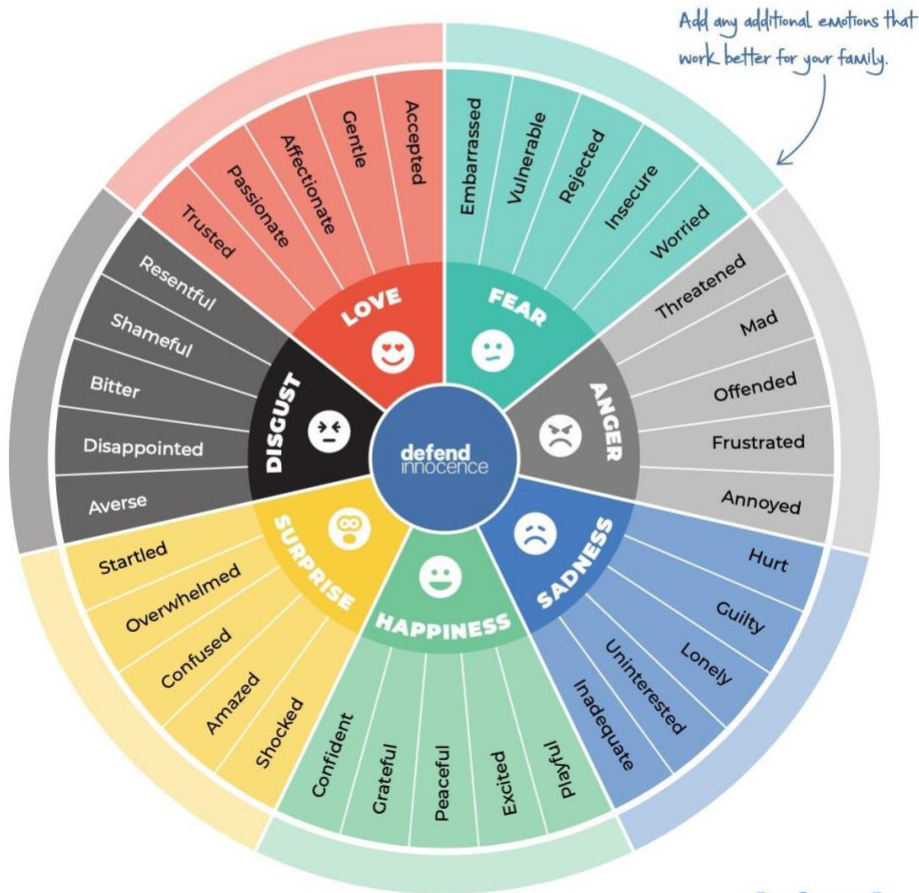 Add any additional emotions that
work better for your family.
LOVE
Trusted
Passionate
Affectionate
Gentle
Accepted
FEAR
Embarrassed
Vulnerable
Rejected
Insecure
Worried
ANGER
Threatened
Mad
Offended
Frustrated
Annoyed
SADNESS
Hurt
Guilty
Lonely
Uninterested
Inadequate
HAPPINESS
Playful
Excited
Peaceful
Grateful
Confident
SURPRISE
Shocked
Amazed
Confused
Overwhelmed
Startled
DISGUST
Averse
Disappointed
Bitter
Shameful
Resentful
defend
innocence